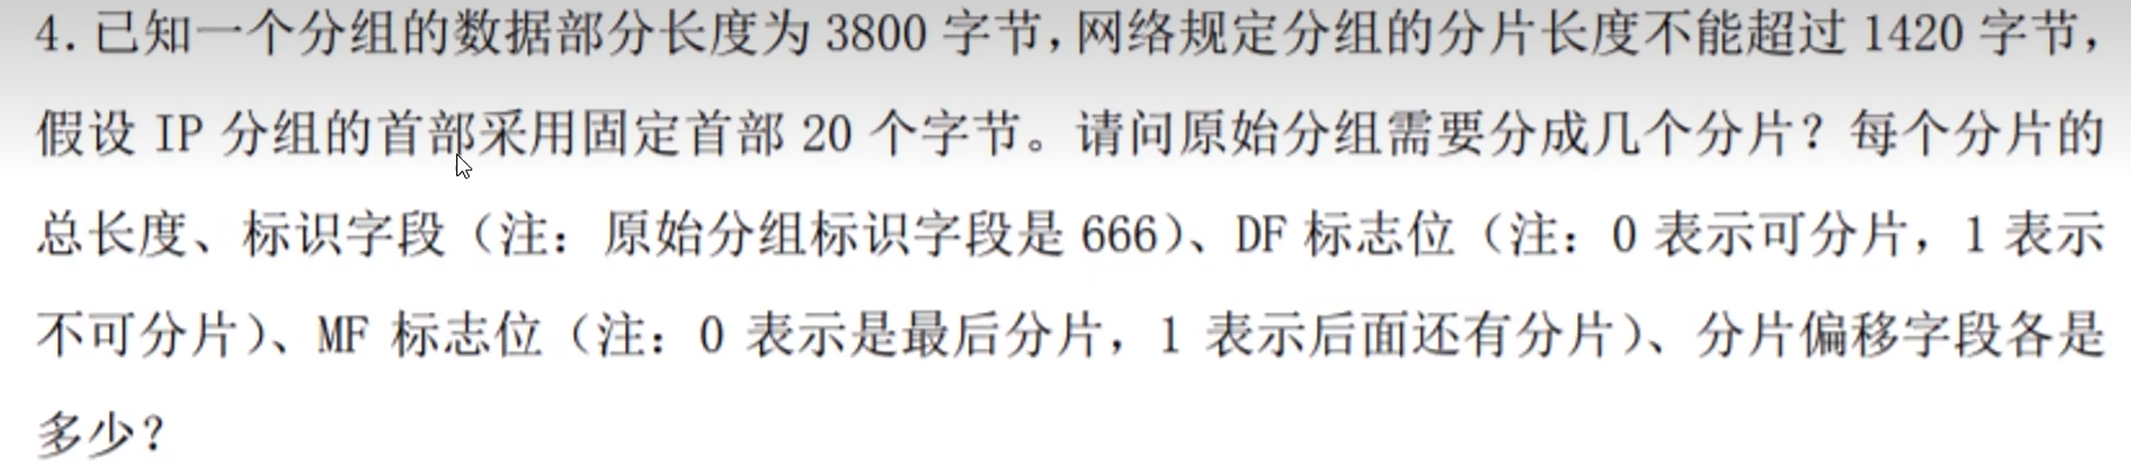 4.已知一个分组的数据部分长度为 3800 字节,网络规定分组的分片长度不能超过 1420 字节,
假设 IP 分组的首部采用固定首部 20 个字节。请问原始分组需要分成几个分片？每个分片的
总长度、标识字段（注：原始分组标识字段是 666）、DF 标志位（注：0 表示可分片，1 表示
不可分片）、MF 标志位（注：0 表示是最后分片，1 表示后面还有分片）、分片偏移字段各是
多少？